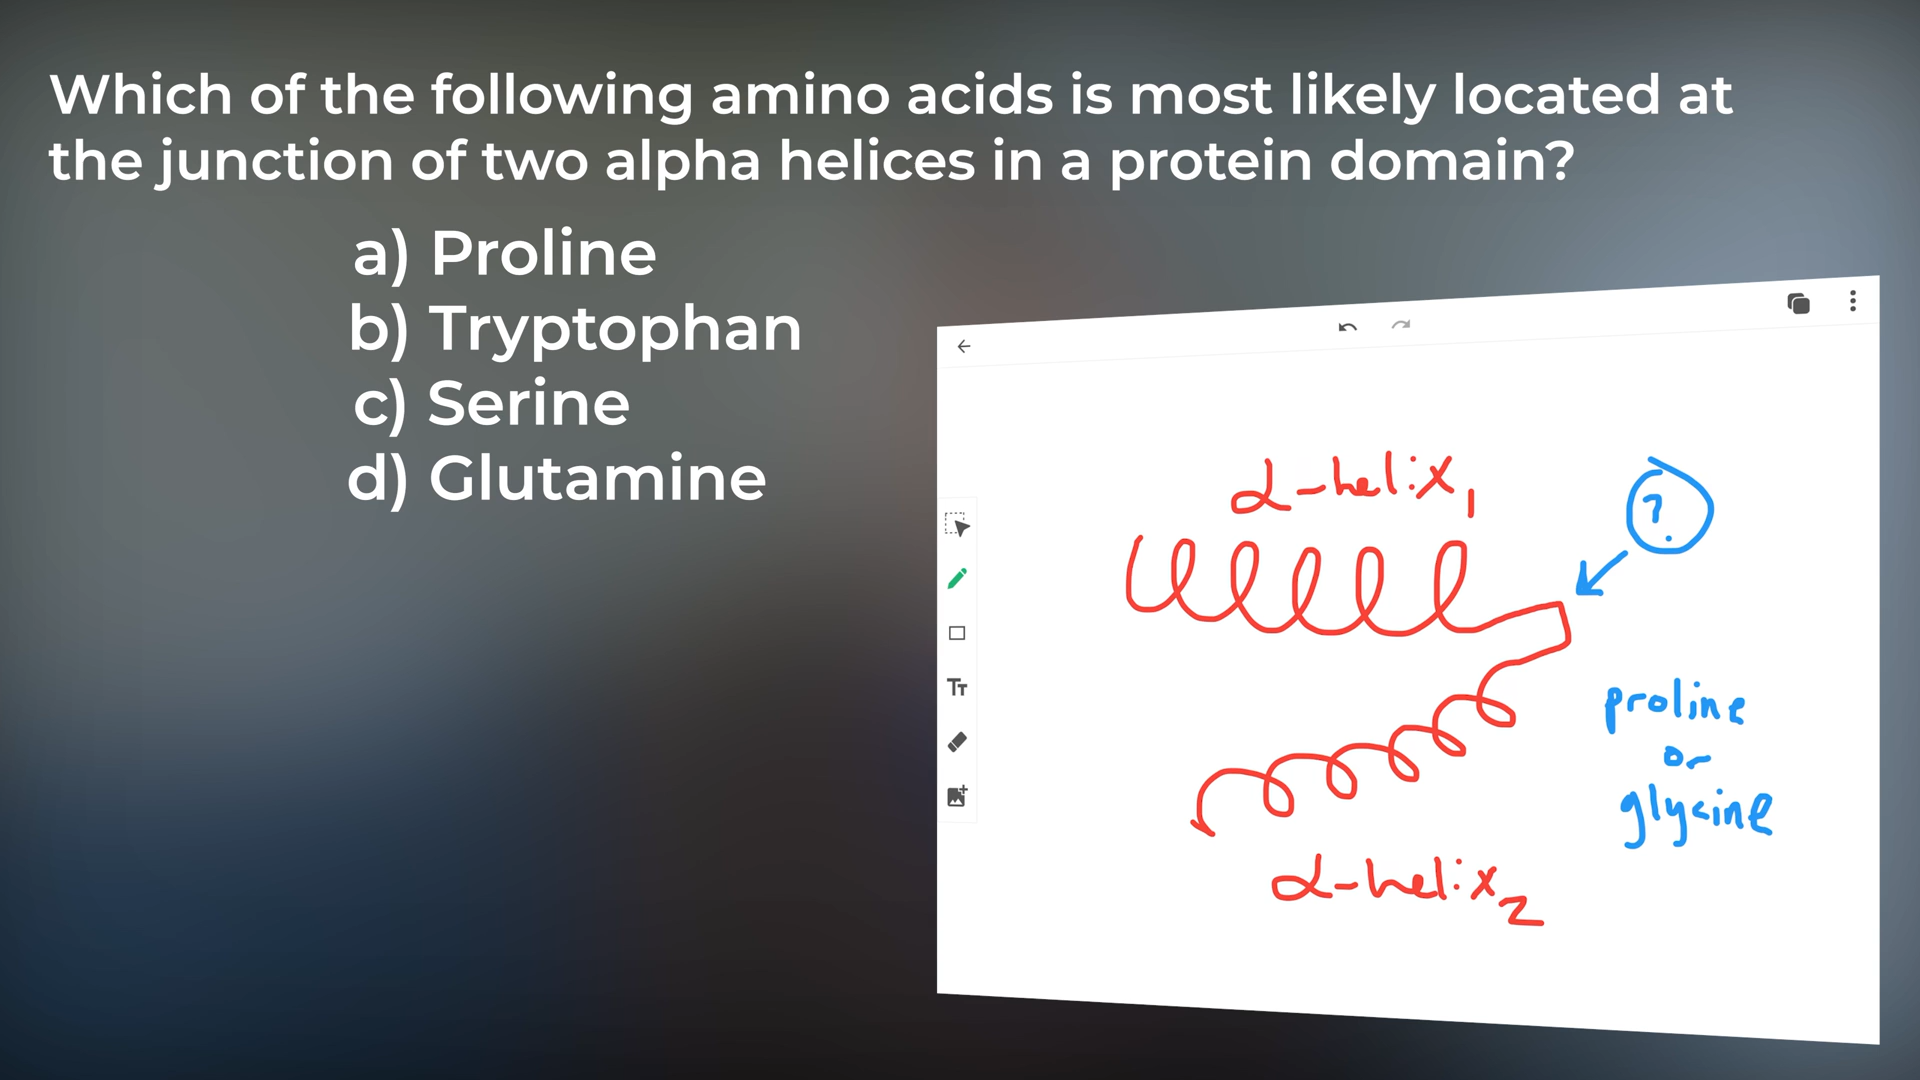 Which of the following amino acids is most likely located at
the junction of two alpha helices in a protein domain?
a) Proline
b) Tryptophan
c) Serine
d) Glutamine
α-helix₁
?
proline
or
glycine
α-helix₂
Tт